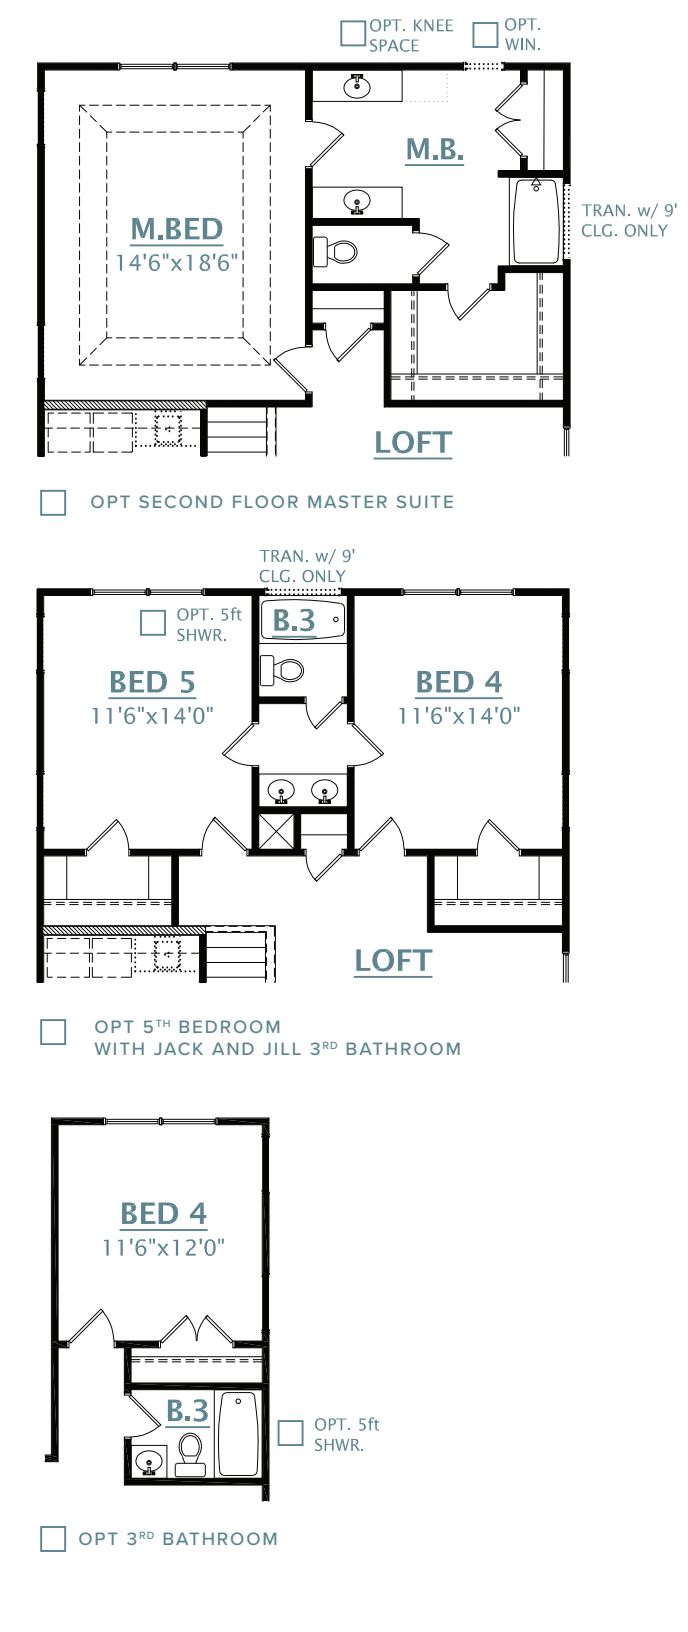 OPT. KNEE
SPACE
OPT.
WIN.
M.B.
M.BED
14'6"x18'6"
TRAN. w/ 9'
CLG. ONLY
LOFT
OPT SECOND FLOOR MASTER SUITE
TRAN. w/ 9'
CLG. ONLY
OPT. 5ft
SHWR.
B.3
BED 5
11'6"x14'0"
BED 4
11'6"x14'0"
LOFT
OPT 5TH BEDROOM
WITH JACK AND JILL 3RD BATHROOM
BED 4
11'6"x12'0"
B.3
OPT. 5ft
SHWR.
OPT 3RD BATHROOM